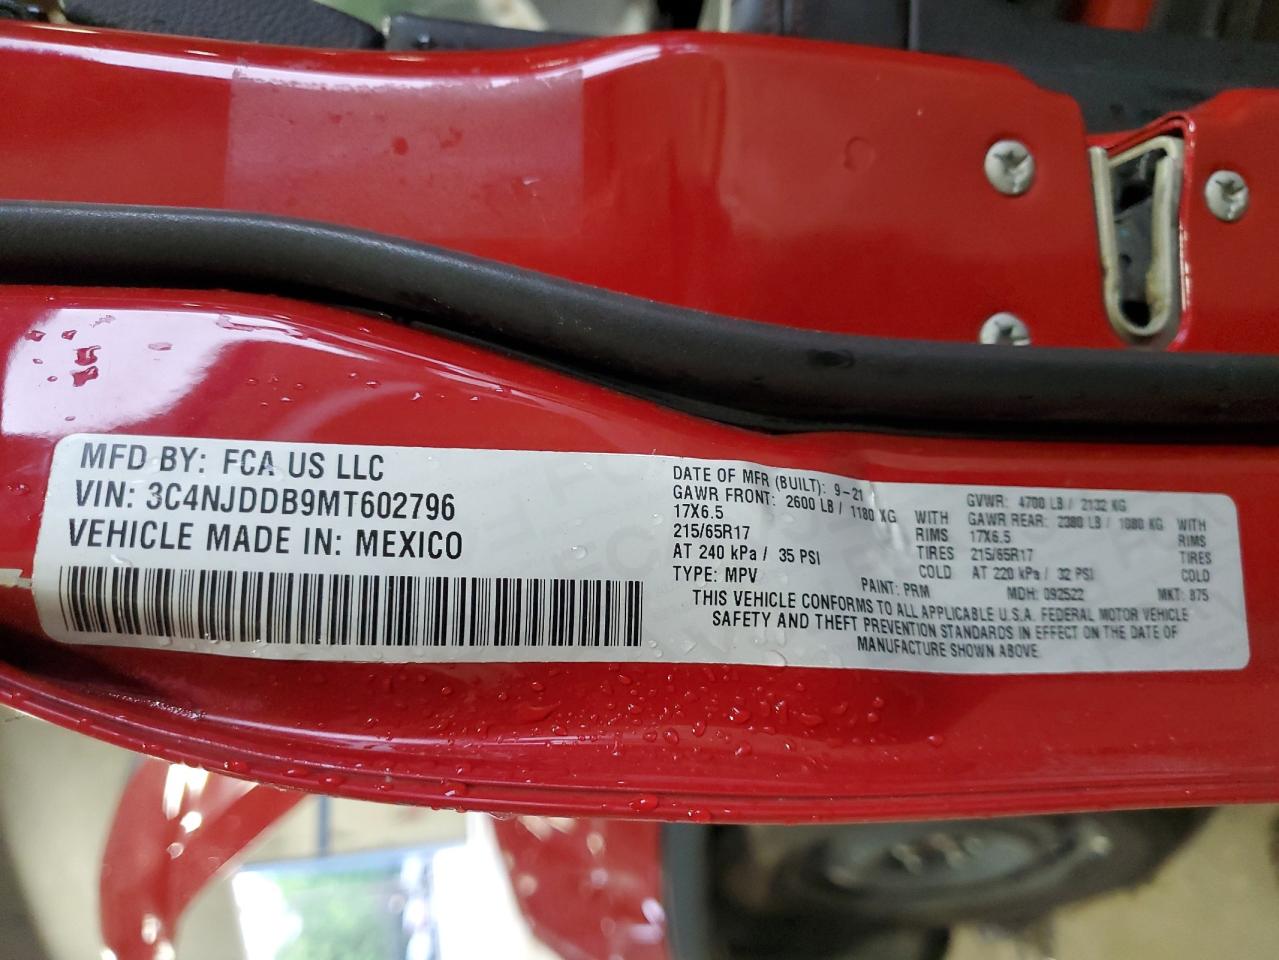 MFD BY: FCA US LLC
VIN: 3C4NJDDB9MT602796
VEHICLE MADE IN: MEXICO
DATE OF MFR (BUILT): 9-21 GVWR: 4700 LB / 2132 KG
GAWR FRONT: 2600 LB / 1180 KG WITH GAWR REAR: 2380 LB / 1080 KG WITH
17X6.5 RIMS 17X6.5 RIMS
215/65R17 TIRES 215/65R17 TIRES
AT 240 kPa / 35 PSI COLD AT 220 kPa / 32 PSI COLD
TYPE: MPV PAINT: PRM MDH: 092522 MKT: 875
THIS VEHICLE CONFORMS TO ALL APPLICABLE U.S.A. FEDERAL MOTOR VEHICLE
SAFETY AND THEFT PREVENTION STANDARDS IN EFFECT ON THE DATE OF
MANUFACTURE SHOWN ABOVE